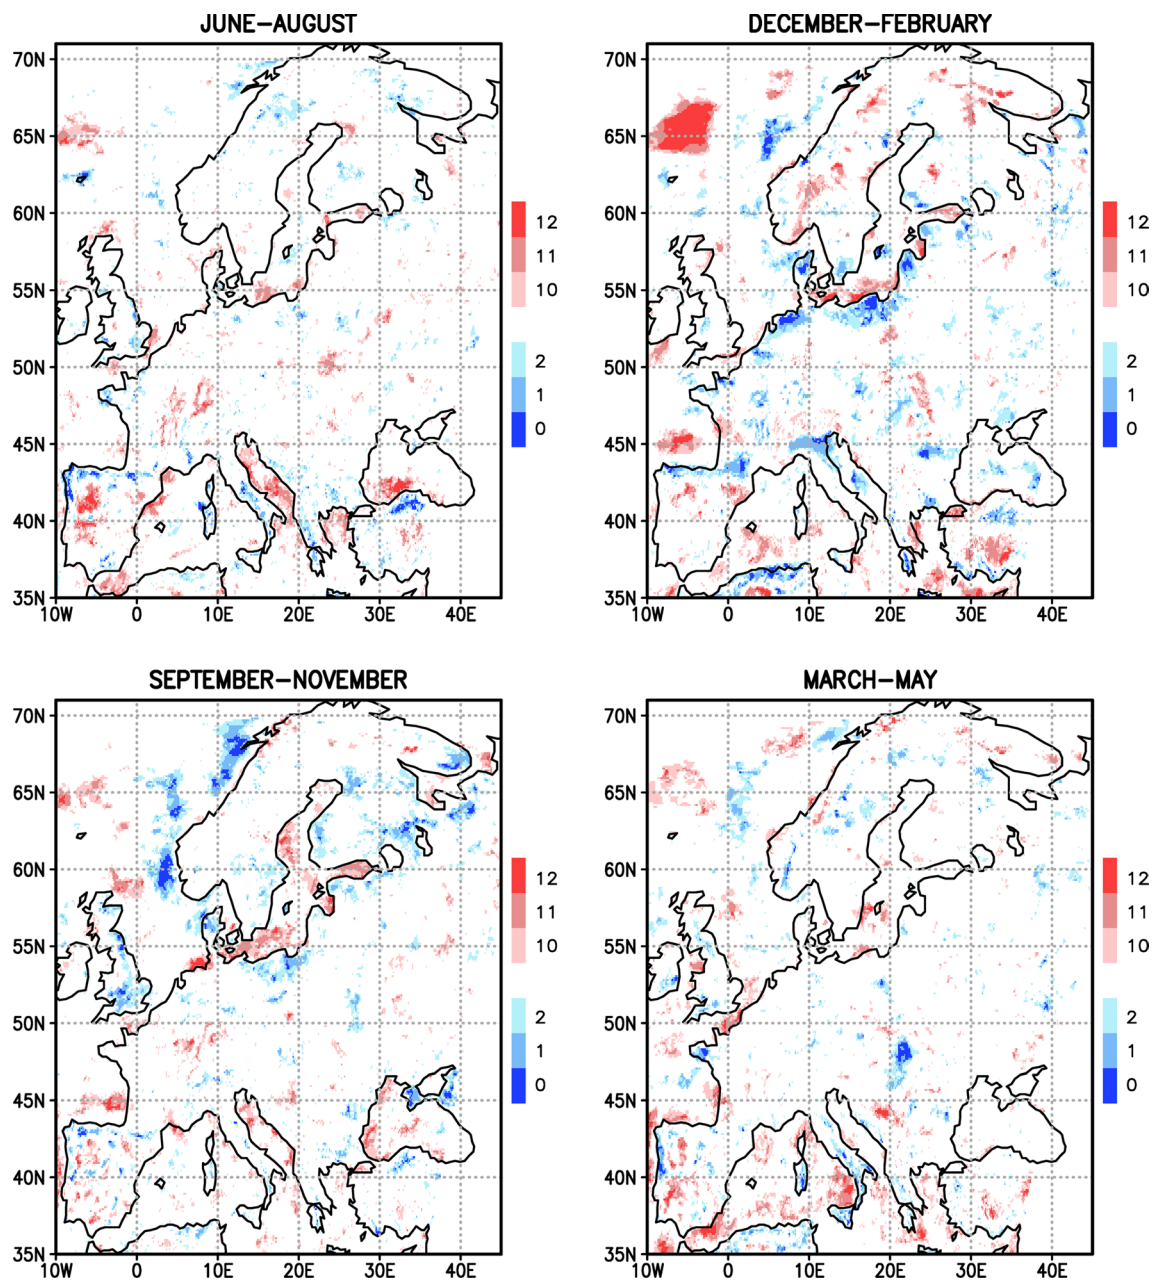 JUNE–AUGUST
70N
65N
60N
55N
50N
45N
40N
35N
10W 0 10E 20E 30E 40E
12
11
10
2
1
0
DECEMBER–FEBRUARY
70N
65N
60N
55N
50N
45N
40N
35N
10W 0 10E 20E 30E 40E
12
11
10
2
1
0
SEPTEMBER–NOVEMBER
70N
65N
60N
55N
50N
45N
40N
35N
10W 0 10E 20E 30E 40E
12
11
10
2
1
0
MARCH–MAY
70N
65N
60N
55N
50N
45N
40N
35N
10W 0 10E 20E 30E 40E
12
11
10
2
1
0